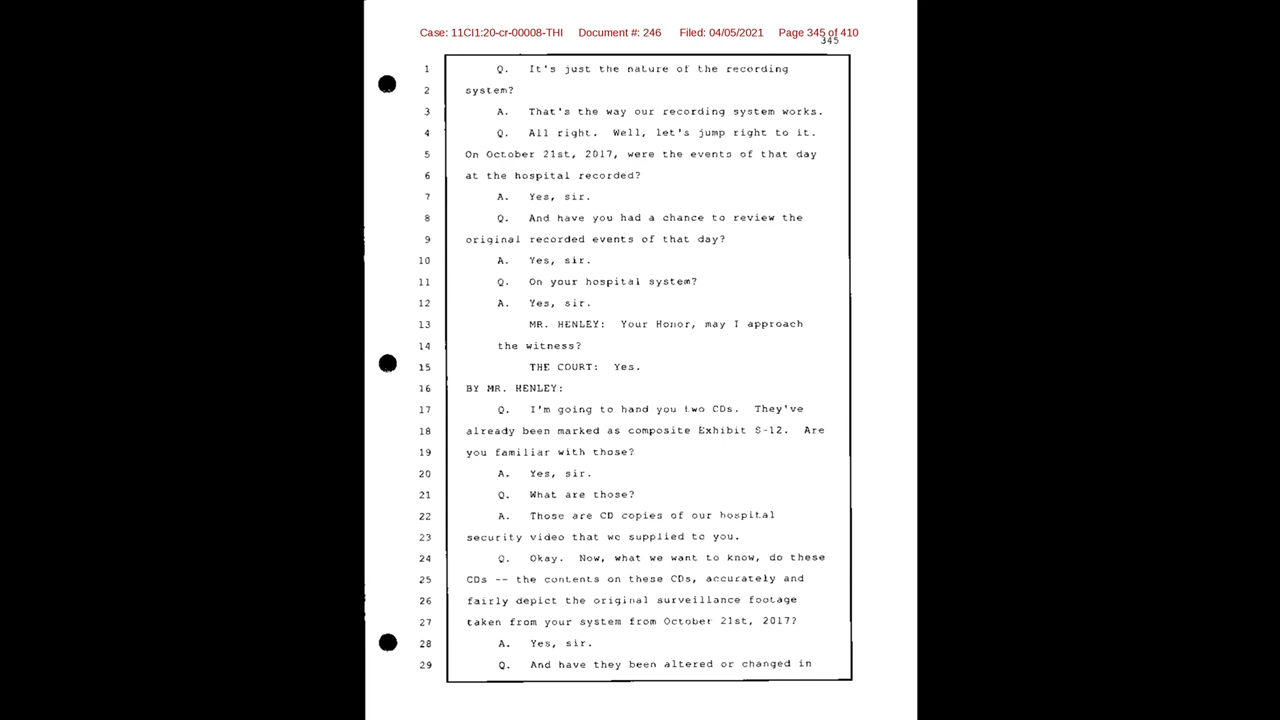 Case: 11CI1:20-cr-00008-THI Document #: 246 Filed: 04/05/2021 Page 345 of 410
345
1 Q. It's just the nature of the recording
2 system?
3 A. That's the way our recording system works.
4 Q. All right. Well, let's jump right to it.
5 On October 21st, 2017, were the events of that day
6 at the hospital recorded?
7 A. Yes, sir.
8 Q. And have you had a chance to review the
9 original recorded events of that day?
10 A. Yes, sir.
11 Q. On your hospital system?
12 A. Yes, sir.
13 MR. HENLEY: Your Honor, may I approach
14 the witness?
15 THE COURT: Yes.
16 BY MR. HENLEY:
17 Q. I'm going to hand you two CDs. They've
18 already been marked as composite Exhibit S-12. Are
19 you familiar with those?
20 A. Yes, sir.
21 Q. What are those?
22 A. Those are CD copies of our hospital
23 security video that we supplied to you.
24 Q. Okay. Now, what we want to know, do these
25 CDs -- the contents on these CDs, accurately and
26 fairly depict the original surveillance footage
27 taken from your system from October 21st, 2017?
28 A. Yes, sir.
29 Q. And have they been altered or changed in